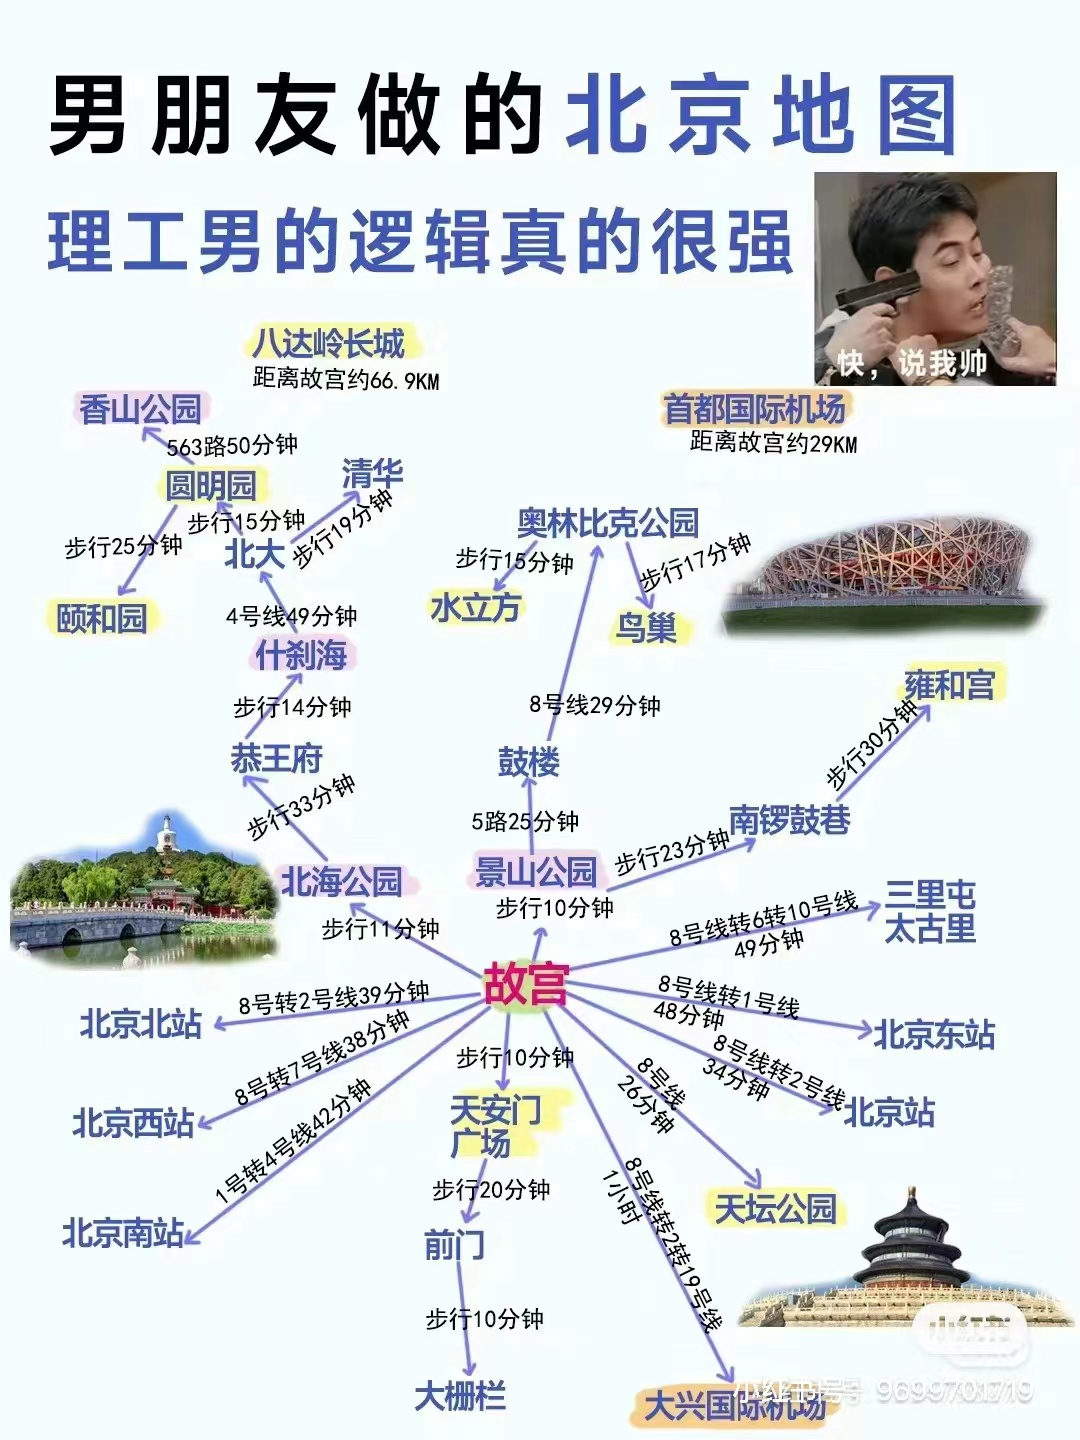 男朋友做的北京地图
理工男的逻辑真的很强
快，说我帅
八达岭长城
距离故宫约66.9KM
香山公园
首都国际机场
距离故宫约29KM
563路50分钟
清华
圆明园
步行15分钟
步行19分钟
步行25分钟
北大
奥林比克公园
步行15分钟
步行17分钟
颐和园
水立方
鸟巢
4号线49分钟
什刹海
雍和宫
步行14分钟
8号线29分钟
步行30分钟
恭王府
鼓楼
步行33分钟
5路25分钟
南锣鼓巷
步行23分钟
北海公园
景山公园
步行10分钟
三里屯
太古里
8号线转6转10号线
49分钟
步行11分钟
故宫
8号转2号线39分钟
北京北站
8号线转1号线
48分钟
北京东站
8号转7号线38分钟
步行10分钟
8号线
26分钟
8号线转2号线
34分钟
北京西站
天安门
广场
北京站
1号转4号线42分钟
步行20分钟
8号线转2转19号线
1小时
天坛公园
北京南站
前门
步行10分钟
大栅栏
大兴国际机场
小红书
小红书号：9699701719